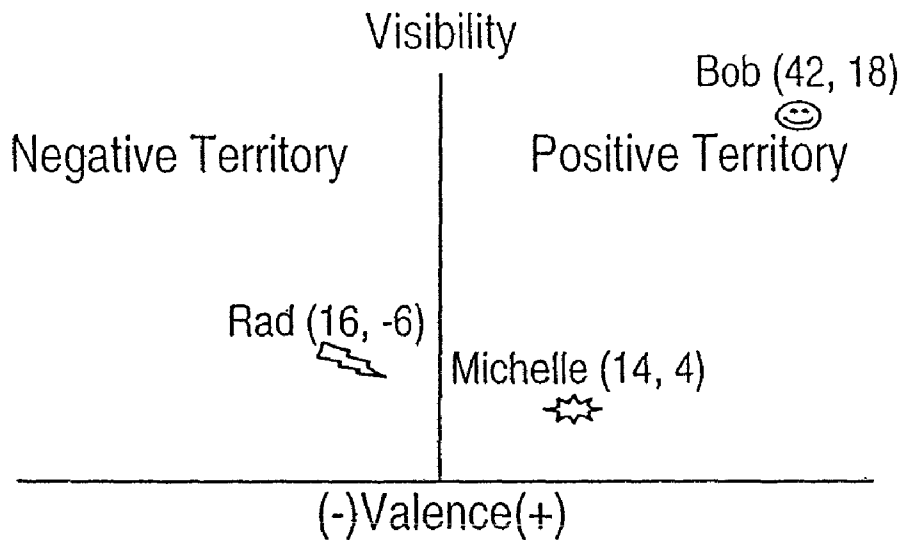 Visibility
Bob (42, 18)
Negative Territory
Positive Territory
Rad (16, -6)
Michelle (14, 4)
(-)Valence(+)